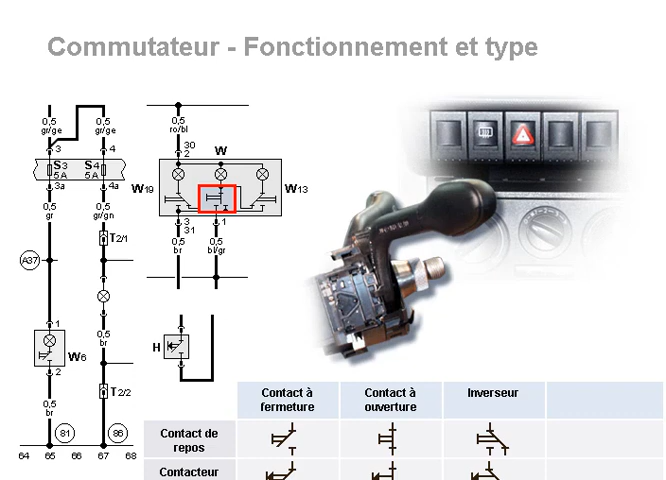 Commutateur - Fonctionnement et type
0,5
gr/ge
0,5
gr/ge
3
4
S3
5A
S4
5A
3a
4a
0,5
gr
0,5
gr/gn
T2/1
A37
1
W6
2
0,5
br
0,5
br
T2/2
81
86
64 65 66 67 68
0,5
ro/bl
30
2
W
W19
W13
3
31
1
0,5
br
0,5
bl/gr
H
Contact à
fermeture
Contact à
ouverture
Inverseur
Contact de
repos
Contacteur